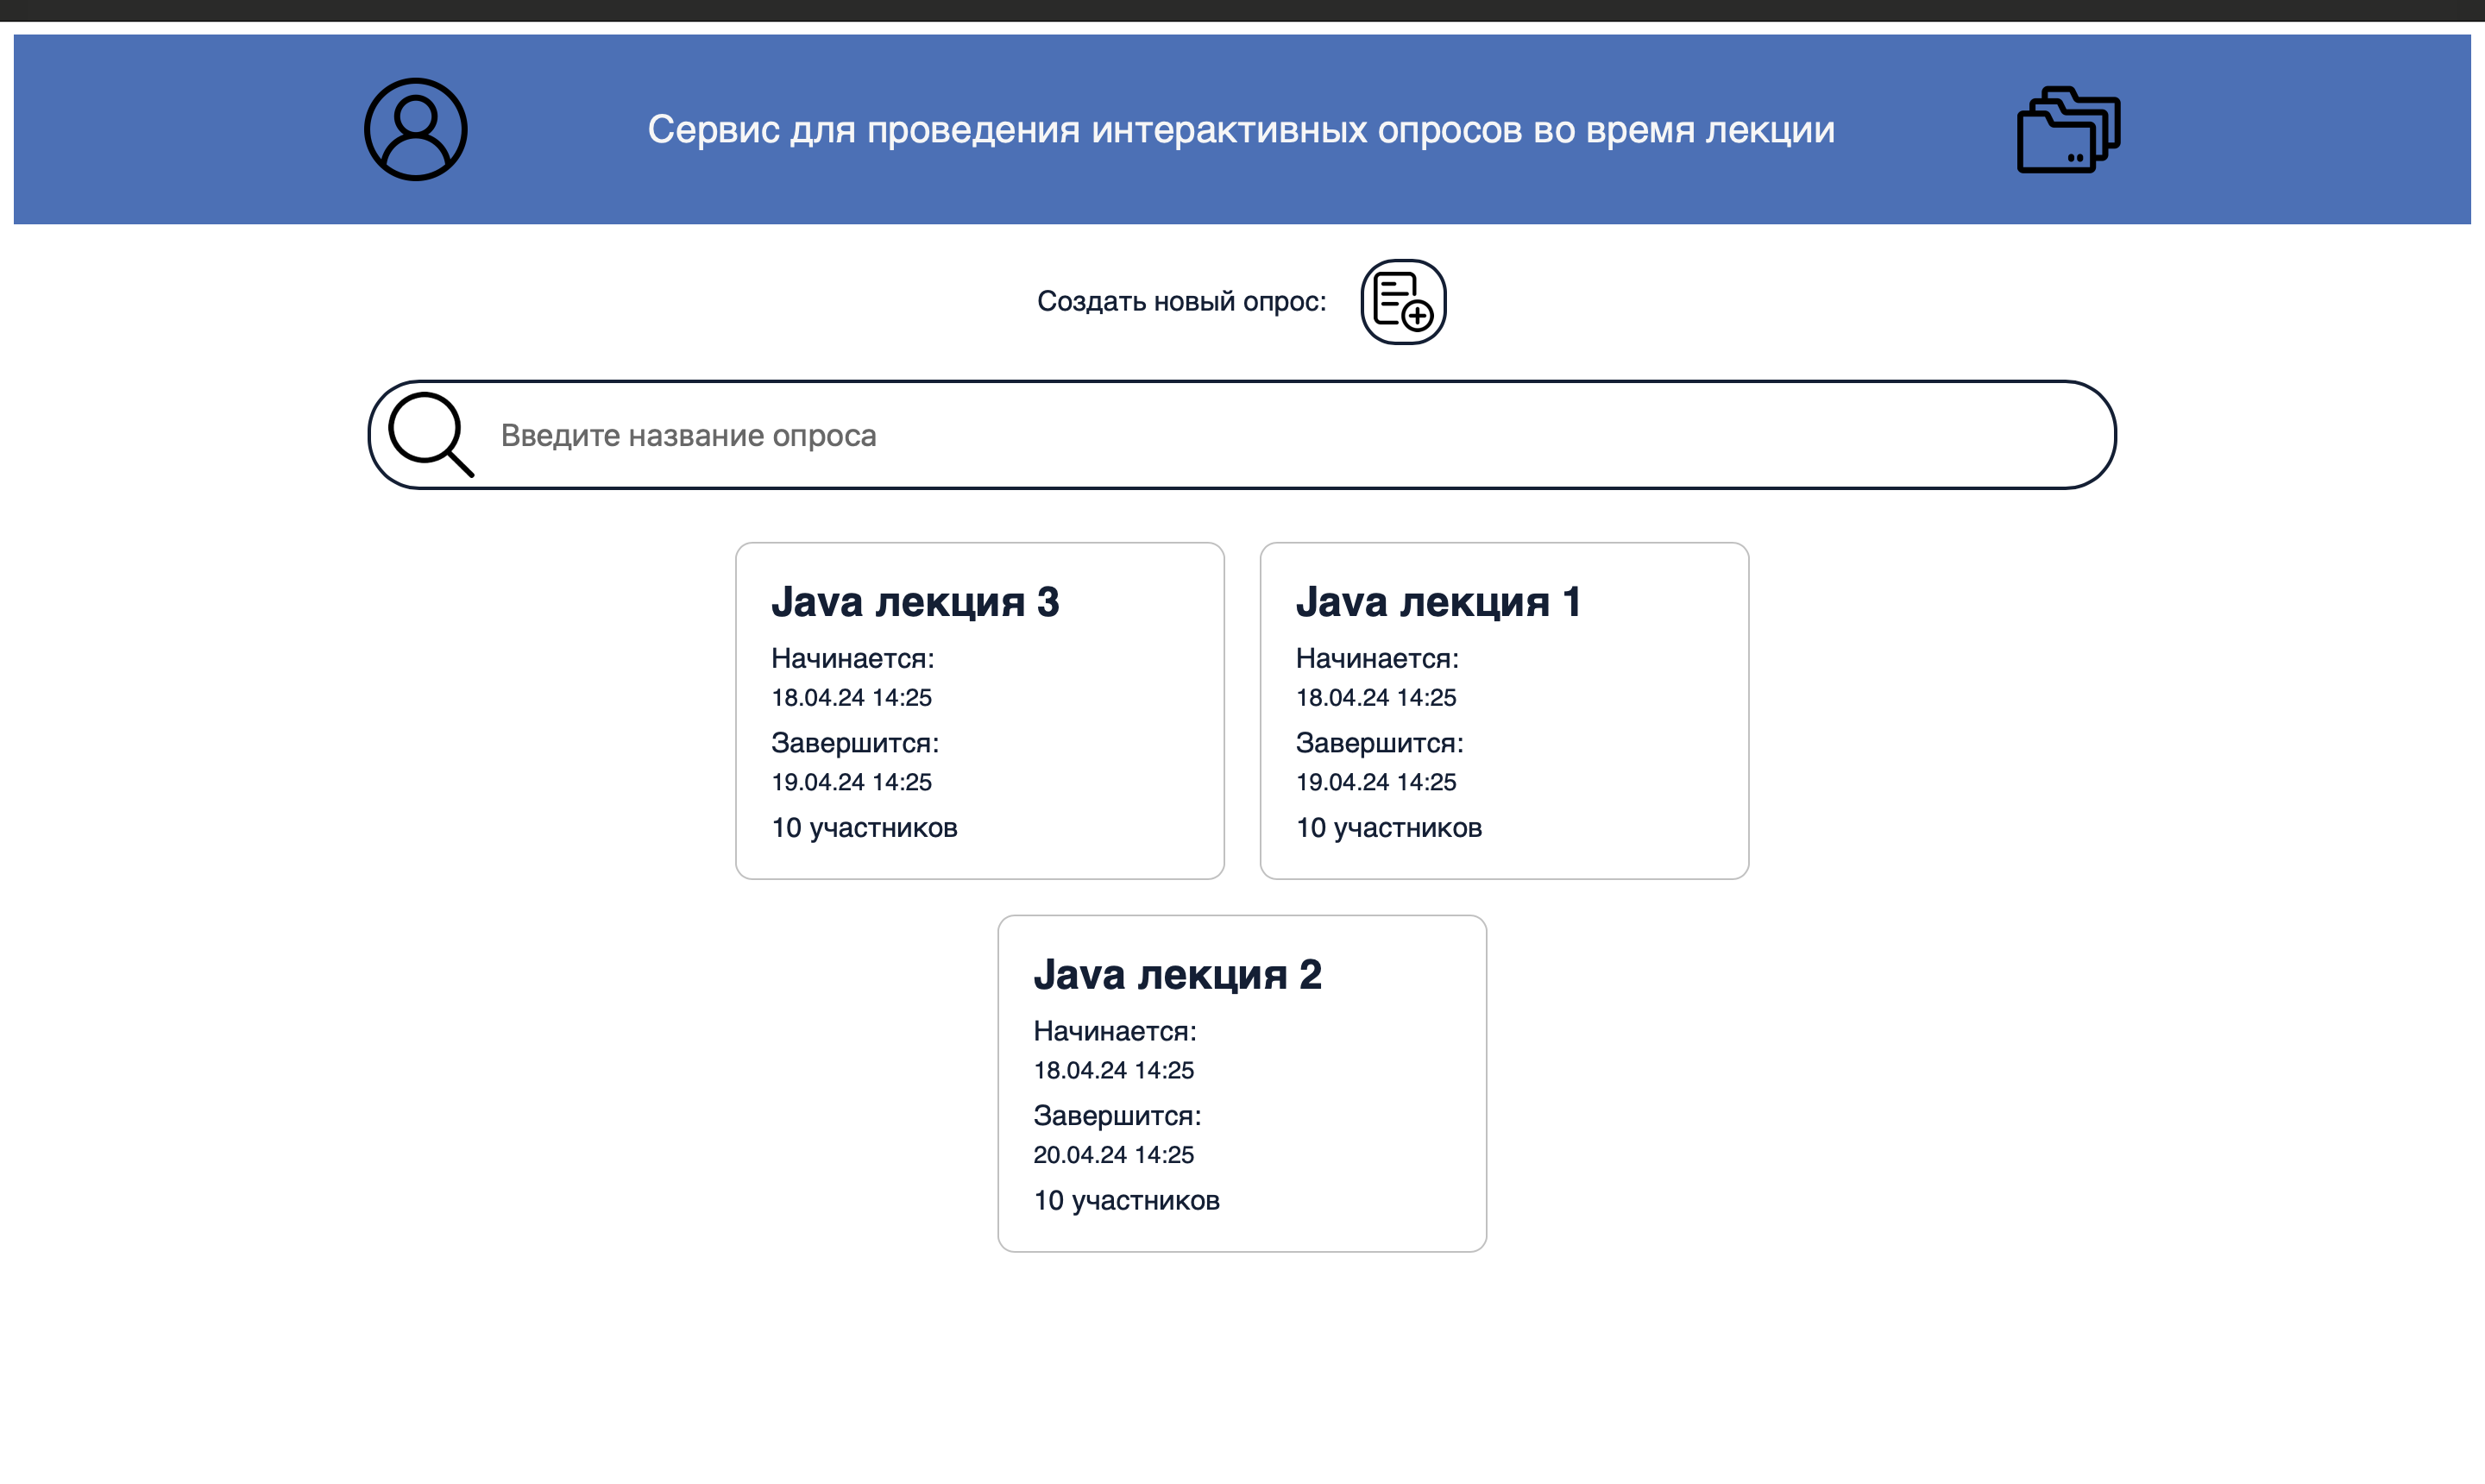 Сервис для проведения интерактивных опросов во время лекции
Создать новый опрос:
Введите название опроса
Java лекция 3
Начинается:
18.04.24 14:25
Завершится:
19.04.24 14:25
10 участников
Java лекция 1
Начинается:
18.04.24 14:25
Завершится:
19.04.24 14:25
10 участников
Java лекция 2
Начинается:
18.04.24 14:25
Завершится:
20.04.24 14:25
10 участников